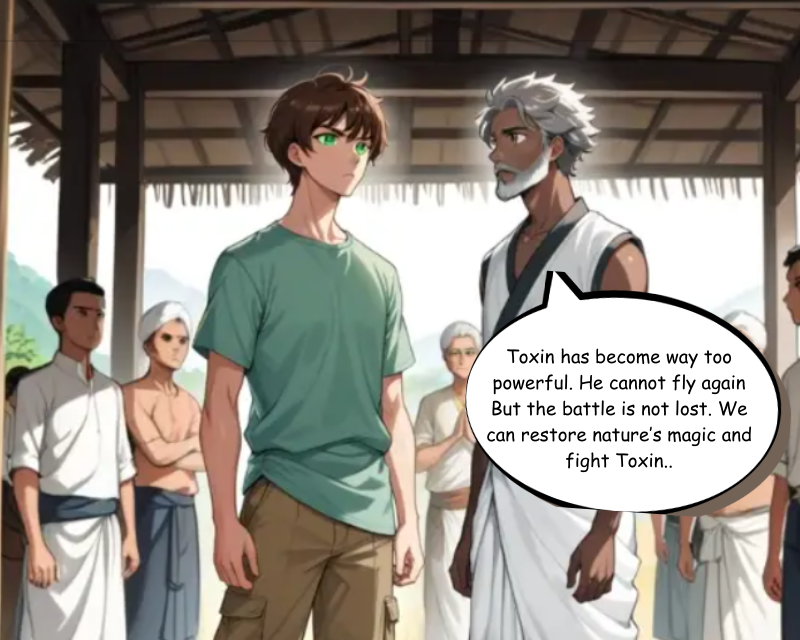 Toxin has become way too
powerful. He cannot fly again
But the battle is not lost. We
can restore nature's magic and
fight Toxin..